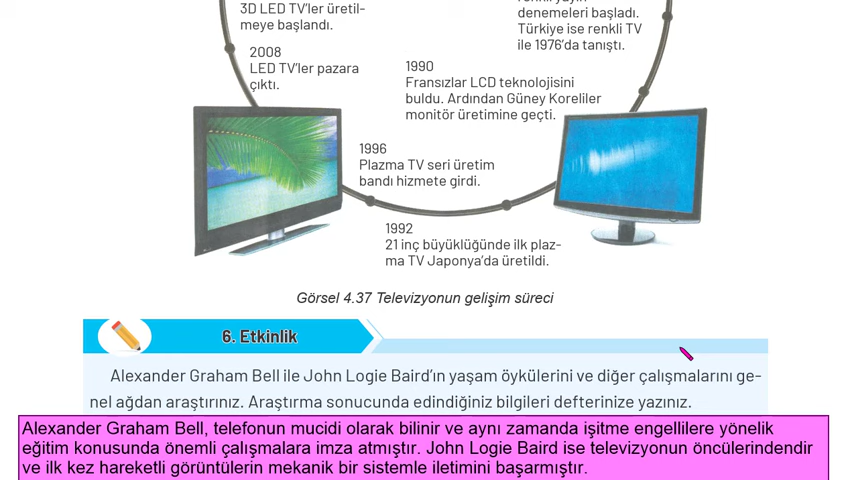 3D LED TV'ler üretil-
meye başlandı.
denemeleri başladı.
Türkiye ise renkli TV
ile 1976'da tanıştı.
2008
LED TV'ler pazara
çıktı.
1990
Fransızlar LCD teknolojisini
buldu. Ardından Güney Koreliler
monitör üretimine geçti.
1996
Plazma TV seri üretim
bandı hizmete girdi.
1992
21 inç büyüklüğünde ilk plaz-
ma TV Japonya'da üretildi.
Görsel 4.37 Televizyonun gelişim süreci
6. Etkinlik
Alexander Graham Bell ile John Logie Baird'ın yaşam öykülerini ve diğer çalışmalarını ge-
nel ağdan araştırınız. Araştırma sonucunda edindiğiniz bilgileri defterinize yazınız.
Alexander Graham Bell, telefonun mucidi olarak bilinir ve aynı zamanda işitme engellilere yönelik
eğitim konusunda önemli çalışmalara imza atmıştır. John Logie Baird ise televizyonun öncülerindendir
ve ilk kez hareketli görüntülerin mekanik bir sistemle iletimini başarmıştır.